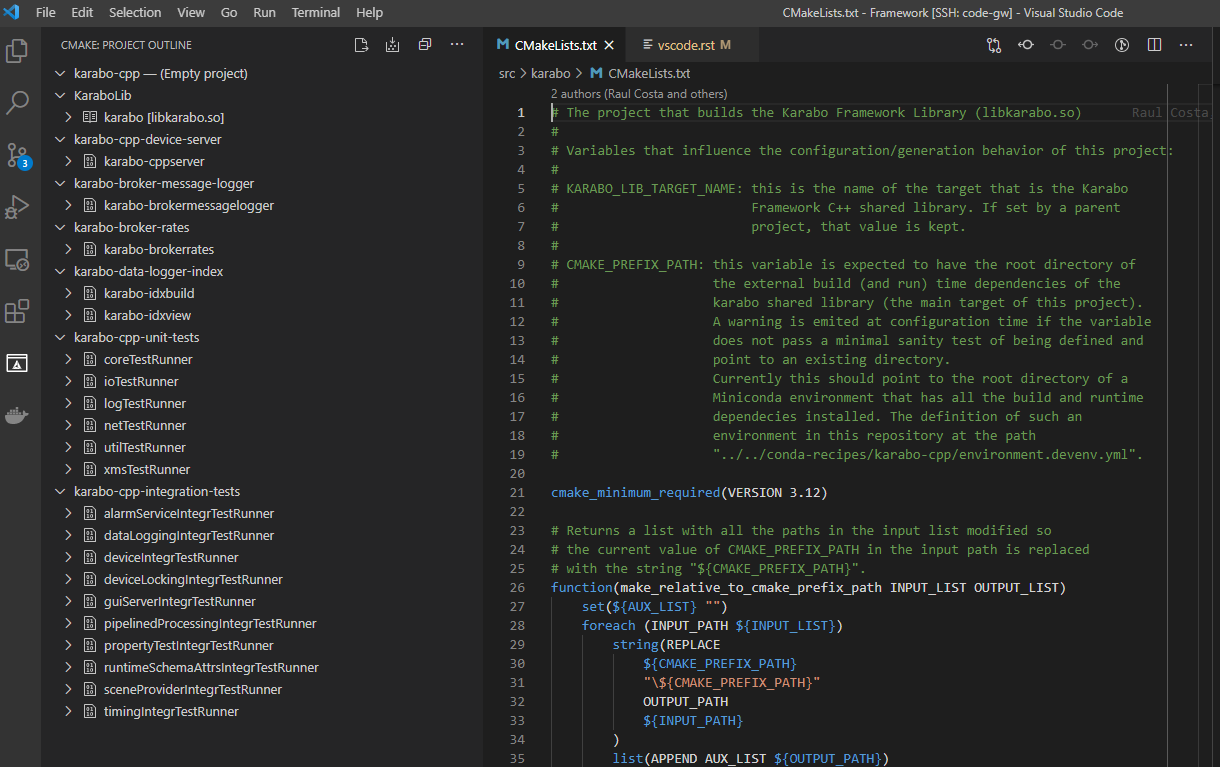 File Edit Selection View Go Run Terminal Help
CMakeLists.txt - Framework [SSH: code-gw] - Visual Studio Code
CMAKE: PROJECT OUTLINE
karabo-cpp — (Empty project)
KaraboLib
karabo [libkarabo.so]
karabo-cpp-device-server
karabo-cppserver
karabo-broker-message-logger
karabo-brokermessagelogger
karabo-broker-rates
karabo-brokerrates
karabo-data-logger-index
karabo-idxbuild
karabo-idxview
karabo-cpp-unit-tests
coreTestRunner
ioTestRunner
logTestRunner
netTestRunner
utilTestRunner
xmsTestRunner
karabo-cpp-integration-tests
alarmServiceIntegrTestRunner
dataLoggingIntegrTestRunner
deviceIntegrTestRunner
deviceLockingIntegrTestRunner
guiServerIntegrTestRunner
pipelinedProcessingIntegrTestRunner
propertyTestIntegrTestRunner
runtimeSchemaAttrsIntegrTestRunner
sceneProviderIntegrTestRunner
timingIntegrTestRunner
3
CMakeLists.txt
vscode.rst M
src > karabo > CMakeLists.txt
2 authors (Raul Costa and others)
1 # The project that builds the Karabo Framework Library (libkarabo.so) Raul Costa,
2 #
3 # Variables that influence the configuration/generation behavior of this project:
4 #
5 # KARABO_LIB_TARGET_NAME: this is the name of the target that is the Karabo
6 # Framework C++ shared library. If set by a parent
7 # project, that value is kept.
8 #
9 # CMAKE_PREFIX_PATH: this variable is expected to have the root directory of
10 # the external build (and run) time dependencies of the
11 # karabo shared library (the main target of this project).
12 # A warning is emited at configuration time if the variable
13 # does not pass a minimal sanity test of being defined and
14 # point to an existing directory.
15 # Currently this should point to the root directory of a
16 # Miniconda environment that has all the build and runtime
17 # dependecies installed. The definition of such an
18 # environment in this repository at the path
19 # "../../conda-recipes/karabo-cpp/environment.devenv.yml".
20
21 cmake_minimum_required(VERSION 3.12)
22
23 # Returns a list with all the paths in the input list modified so
24 # the current value of CMAKE_PREFIX_PATH in the input path is replaced
25 # with the string "${CMAKE_PREFIX_PATH}".
26 function(make_relative_to_cmake_prefix_path INPUT_LIST OUTPUT_LIST)
27 set(${AUX_LIST} "")
28 foreach (INPUT_PATH ${INPUT_LIST})
29 string(REPLACE
30 ${CMAKE_PREFIX_PATH}
31 "\${CMAKE_PREFIX_PATH}"
32 OUTPUT_PATH
33 ${INPUT_PATH}
34 )
35 list(APPEND AUX_LIST ${OUTPUT_PATH})